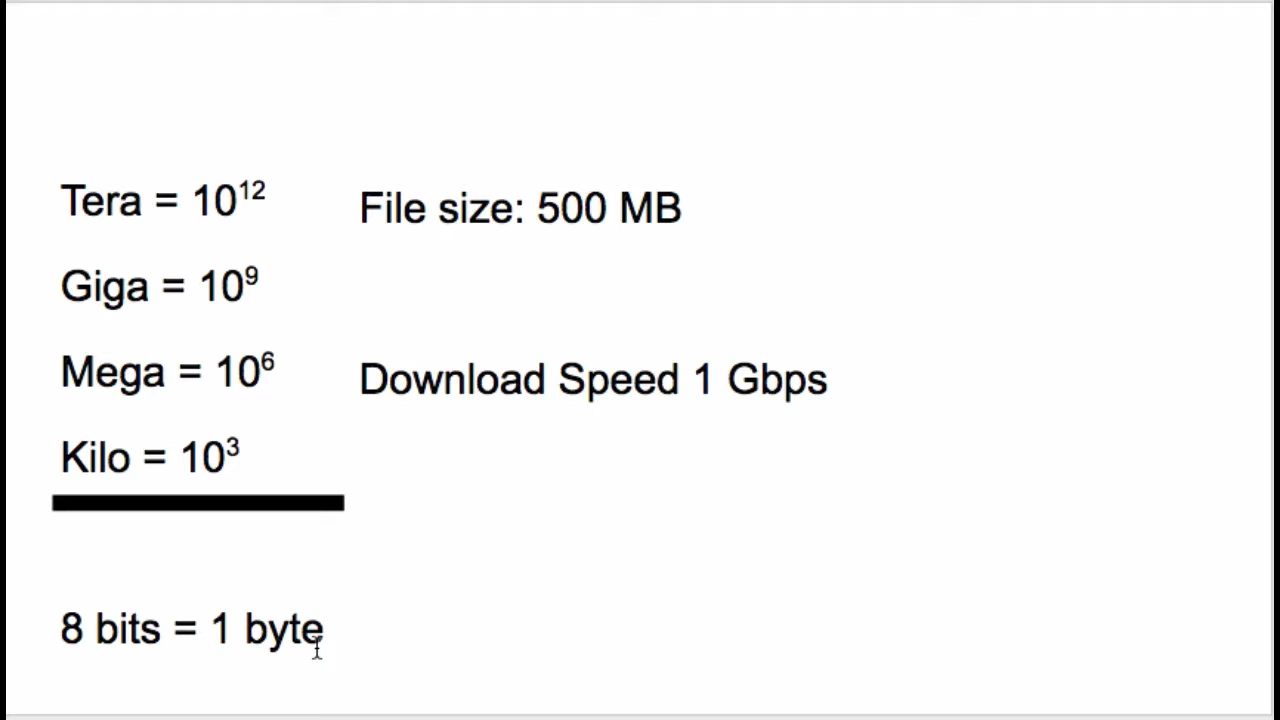 Tera = 10¹²
Giga = 10⁹
Mega = 10⁶
Kilo = 10³
8 bits = 1 byte
File size: 500 MB
Download Speed 1 Gbps